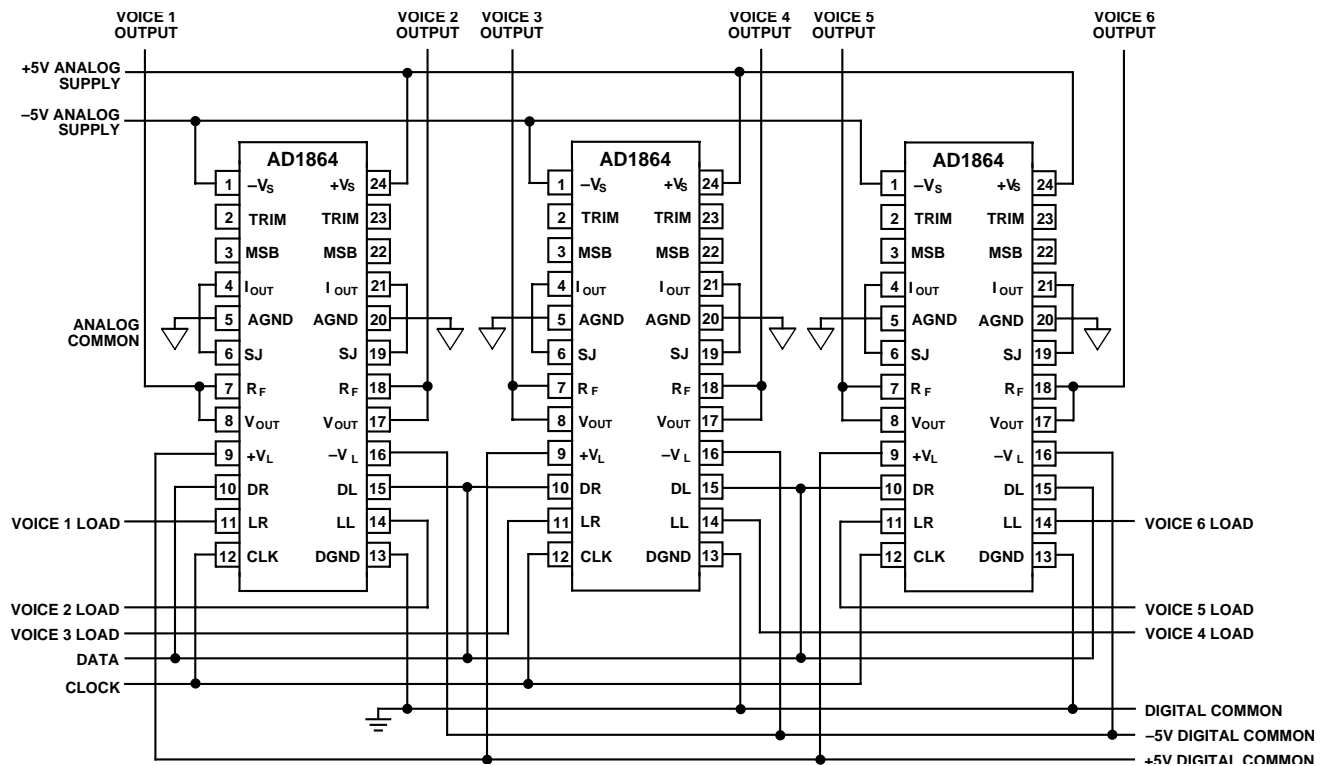 VOICE 1 OUTPUT
VOICE 2 OUTPUT
VOICE 3 OUTPUT
VOICE 4 OUTPUT
VOICE 5 OUTPUT
VOICE 6 OUTPUT
+5V ANALOG SUPPLY
–5V ANALOG SUPPLY
ANALOG COMMON
AD1864
1 –VS +VS 24
2 TRIM TRIM 23
3 MSB MSB 22
4 IOUT IOUT 21
5 AGND AGND 20
6 SJ SJ 19
7 RF RF 18
8 VOUT VOUT 17
9 +VL –VL 16
10 DR DL 15
11 LR LL 14
12 CLK DGND 13
AD1864
1 –VS +VS 24
2 TRIM TRIM 23
3 MSB MSB 22
4 IOUT IOUT 21
5 AGND AGND 20
6 SJ SJ 19
7 RF RF 18
8 VOUT VOUT 17
9 +VL –VL 16
10 DR DL 15
11 LR LL 14
12 CLK DGND 13
AD1864
1 –VS +VS 24
2 TRIM TRIM 23
3 MSB MSB 22
4 IOUT IOUT 21
5 AGND AGND 20
6 SJ SJ 19
7 RF RF 18
8 VOUT VOUT 17
9 +VL –VL 16
10 DR DL 15
11 LR LL 14
12 CLK DGND 13
VOICE 1 LOAD
VOICE 2 LOAD
VOICE 3 LOAD
DATA
CLOCK
VOICE 6 LOAD
VOICE 5 LOAD
VOICE 4 LOAD
DIGITAL COMMON
–5V DIGITAL COMMON
+5V DIGITAL COMMON